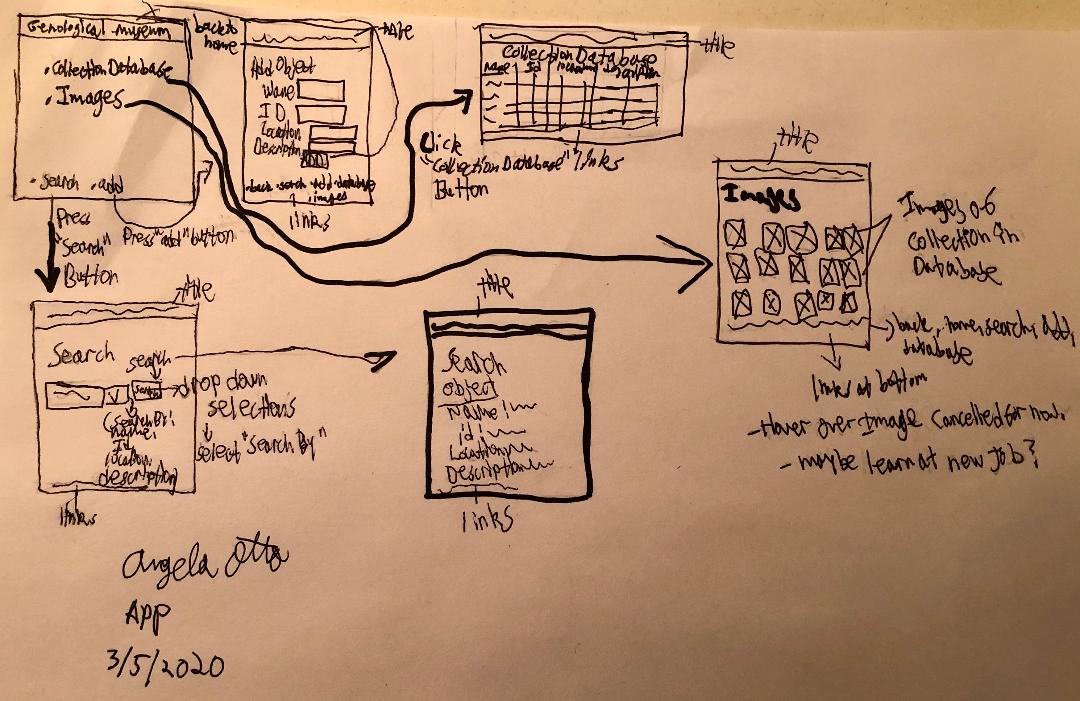 Genological museum
• Collection Database
• Images
• Search • add
Press
"Search"
Button
Press "add" button
back to
home
title
Add Object
Name
ID
Location
Description
Add
• back • search • Add • database
• images
links
title
Collection Database
Name Id Location Description
links
Click
"Collection Database"
Button
title
Images
Images of
collection in
Database
back, home, search, Add,
database
links at bottom
- Hover over Image cancelled for now.
- maybe learn at new job?
title
Search
search
Search
drop down
selections
select "Search By"
(search By:
name,
Id,
location,
description)
links
title
Search
object
Name:
id:
Location
Description
links
Angela Otto
App
3/5/2020